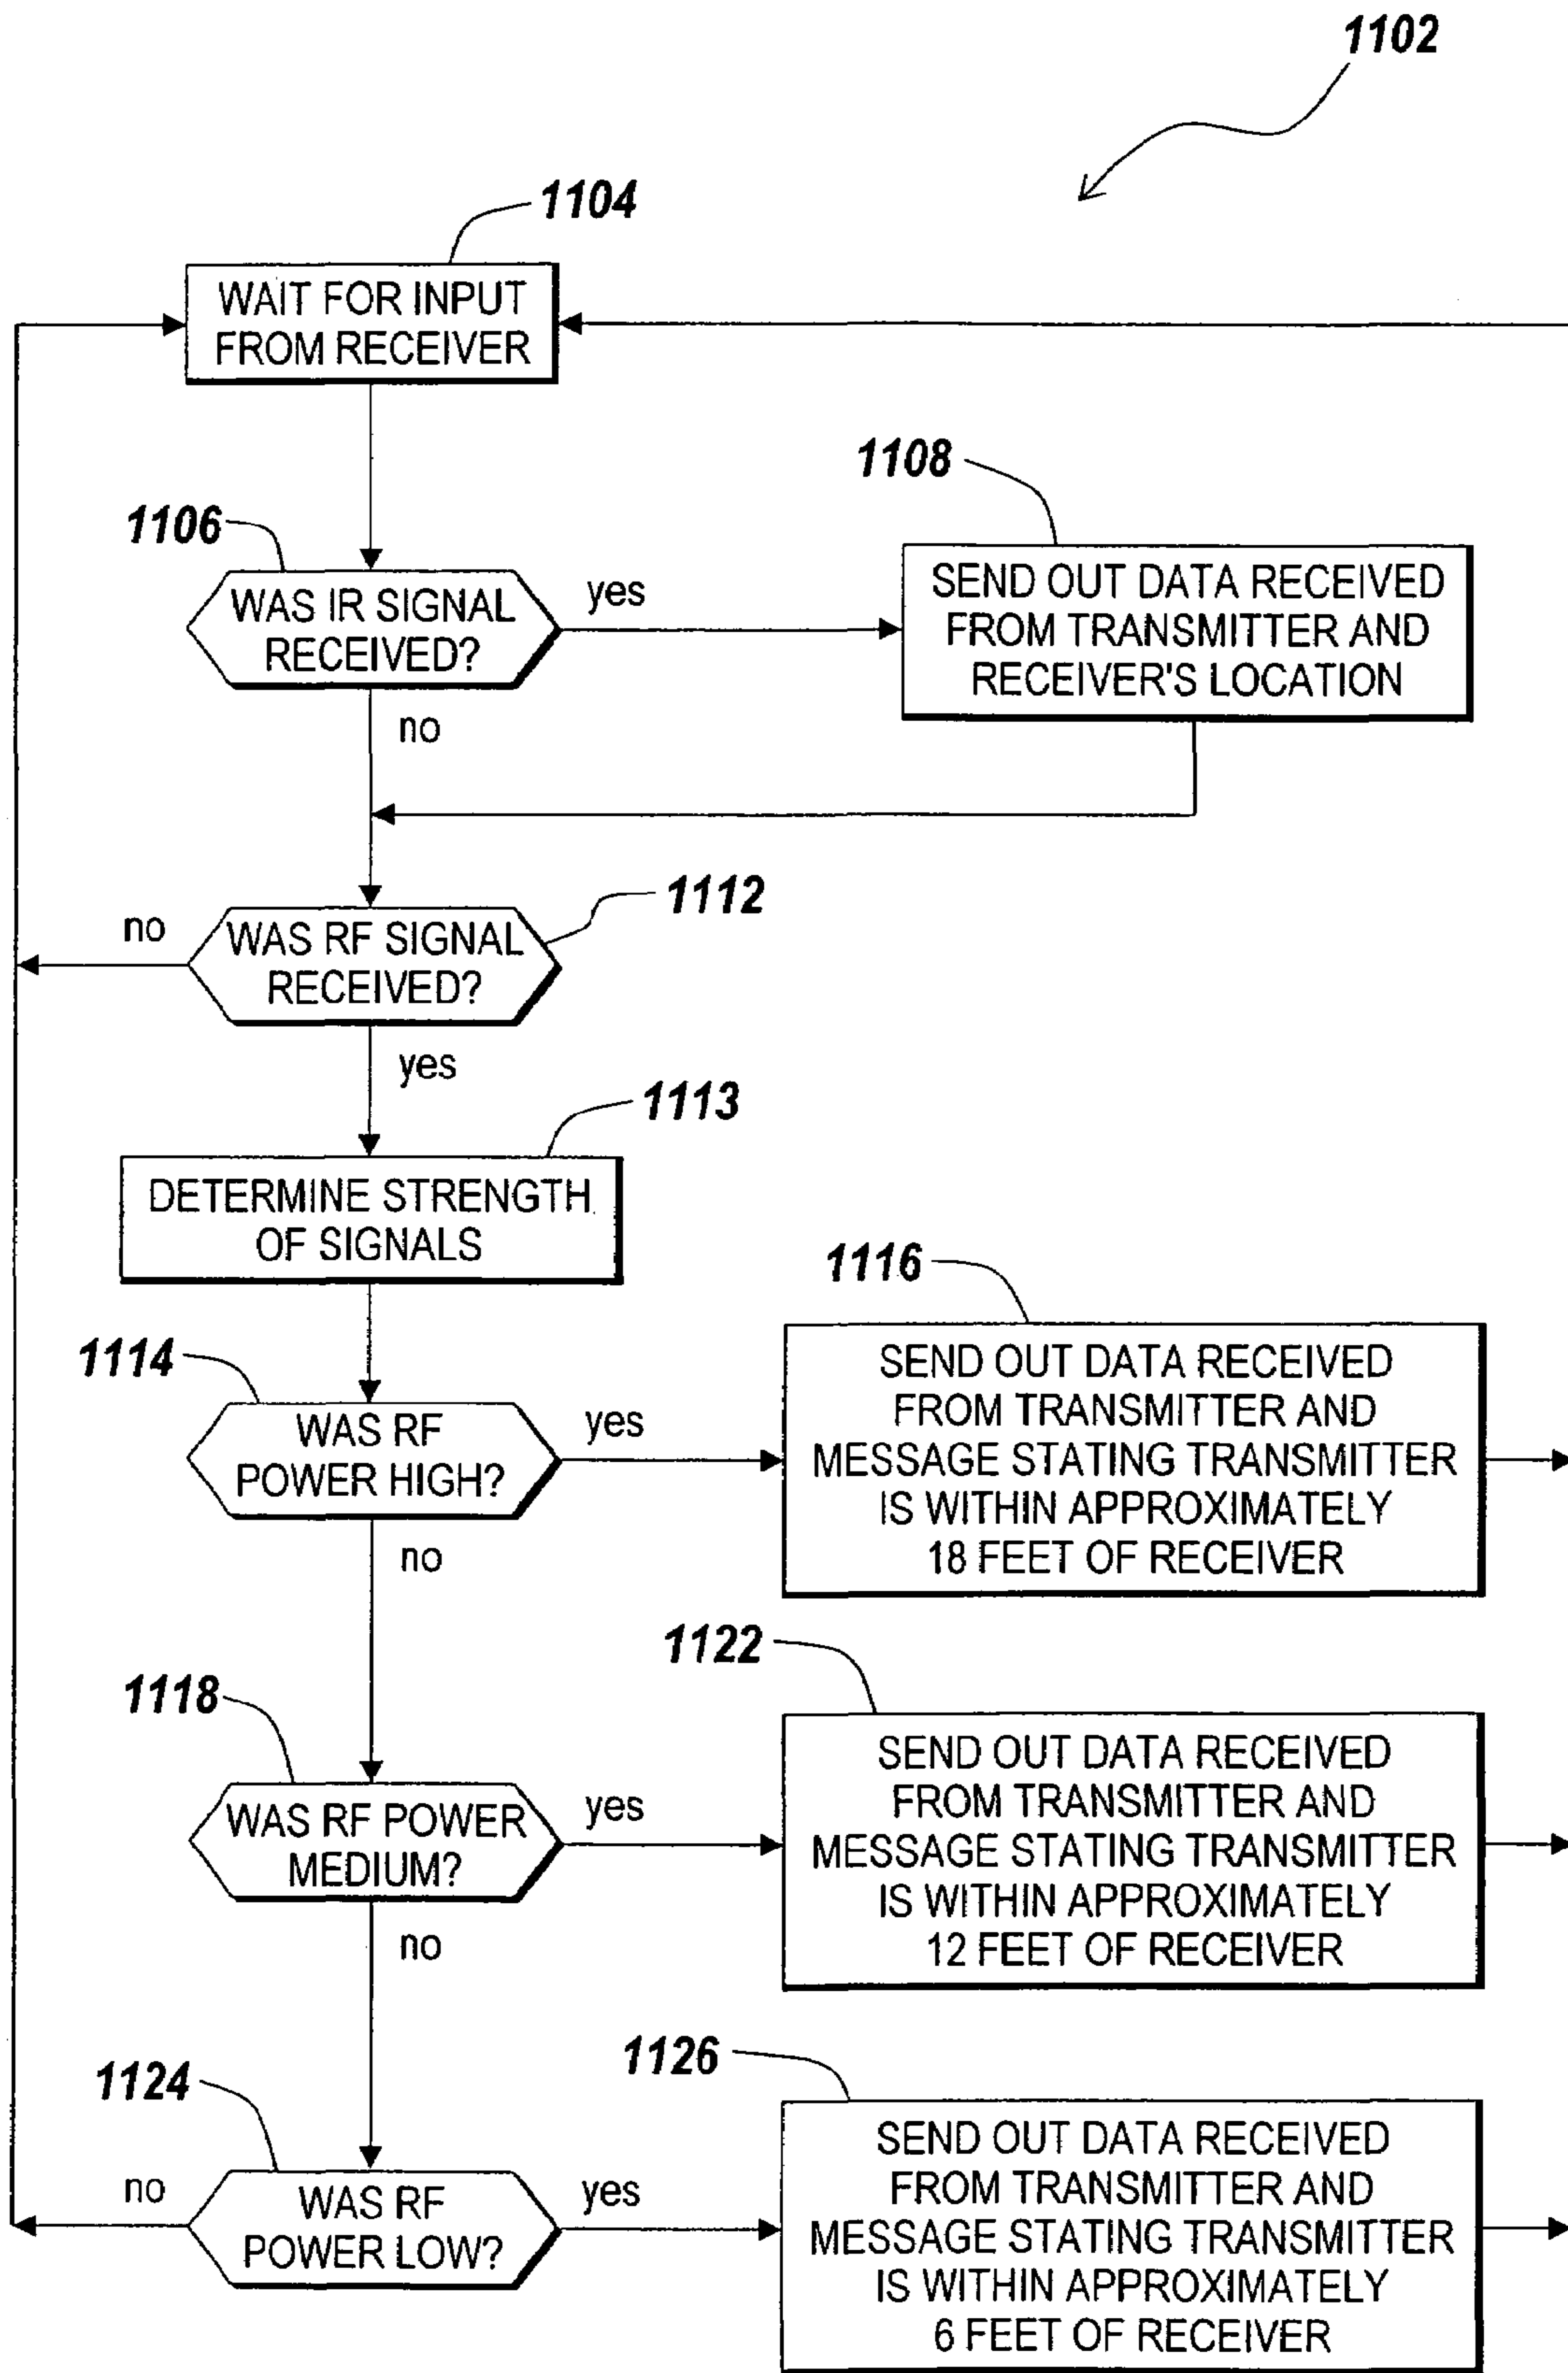 1102
1104
WAIT FOR INPUT
FROM RECEIVER
1108
1106
WAS IR SIGNAL
RECEIVED?
yes
SEND OUT DATA RECEIVED
FROM TRANSMITTER AND
RECEIVER'S LOCATION
no
1112
no
WAS RF SIGNAL
RECEIVED?
yes
1113
DETERMINE STRENGTH
OF SIGNALS
1116
1114
WAS RF
POWER HIGH?
yes
SEND OUT DATA RECEIVED
FROM TRANSMITTER AND
MESSAGE STATING TRANSMITTER
IS WITHIN APPROXIMATELY
18 FEET OF RECEIVER
no
1122
1118
WAS RF POWER
MEDIUM?
yes
SEND OUT DATA RECEIVED
FROM TRANSMITTER AND
MESSAGE STATING TRANSMITTER
IS WITHIN APPROXIMATELY
12 FEET OF RECEIVER
no
1126
1124
no
WAS RF
POWER LOW?
yes
SEND OUT DATA RECEIVED
FROM TRANSMITTER AND
MESSAGE STATING TRANSMITTER
IS WITHIN APPROXIMATELY
6 FEET OF RECEIVER